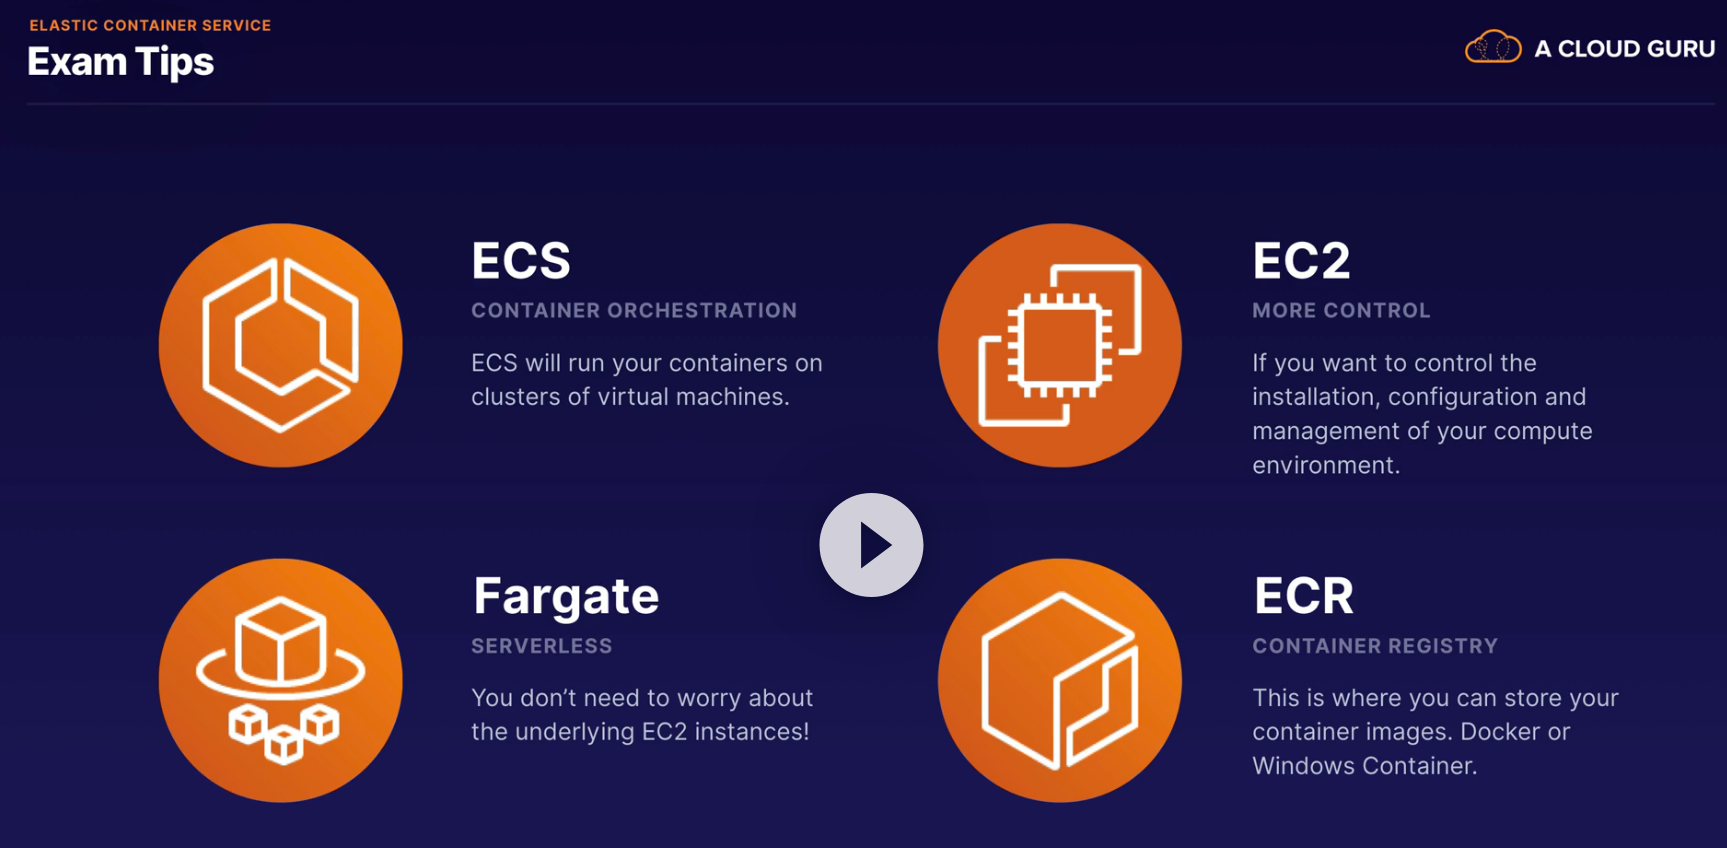 ELASTIC CONTAINER SERVICE
Exam Tips
A CLOUD GURU
ECS
CONTAINER ORCHESTRATION
ECS will run your containers on
clusters of virtual machines.
EC2
MORE CONTROL
If you want to control the
installation, configuration and
management of your compute
environment.
Fargate
SERVERLESS
You don’t need to worry about
the underlying EC2 instances!
ECR
CONTAINER REGISTRY
This is where you can store your
container images. Docker or
Windows Container.